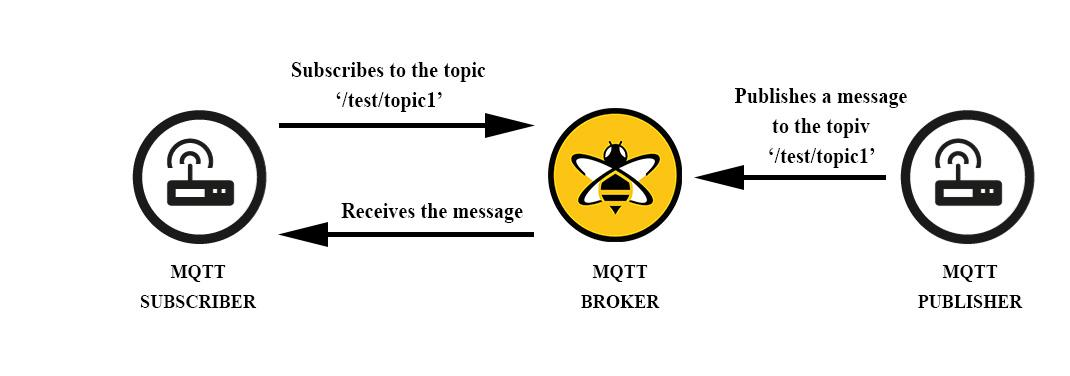 Subscribes to the topic
‘/test/topic1’
Receives the message
Publishes a message
to the topiv
‘/test/topic1’
MQTT
SUBSCRIBER
MQTT
BROKER
MQTT
PUBLISHER